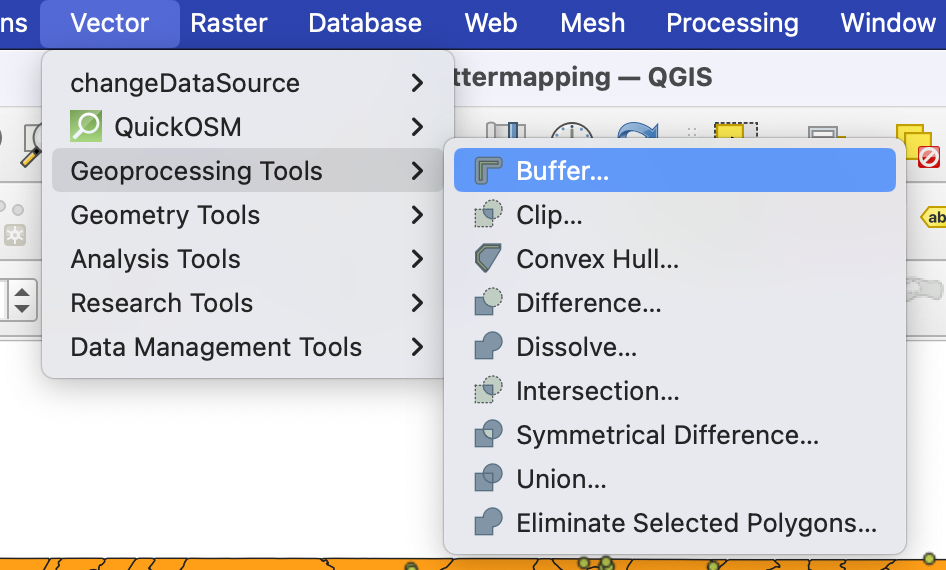 ns Vector Raster Database Web Mesh Processing Window
ttermapping — QGIS
changeDataSource
QuickOSM
Geoprocessing Tools
Geometry Tools
Analysis Tools
Research Tools
Data Management Tools
Buffer...
Clip...
Convex Hull...
Difference...
Dissolve...
Intersection...
Symmetrical Difference...
Union...
Eliminate Selected Polygons...
ab